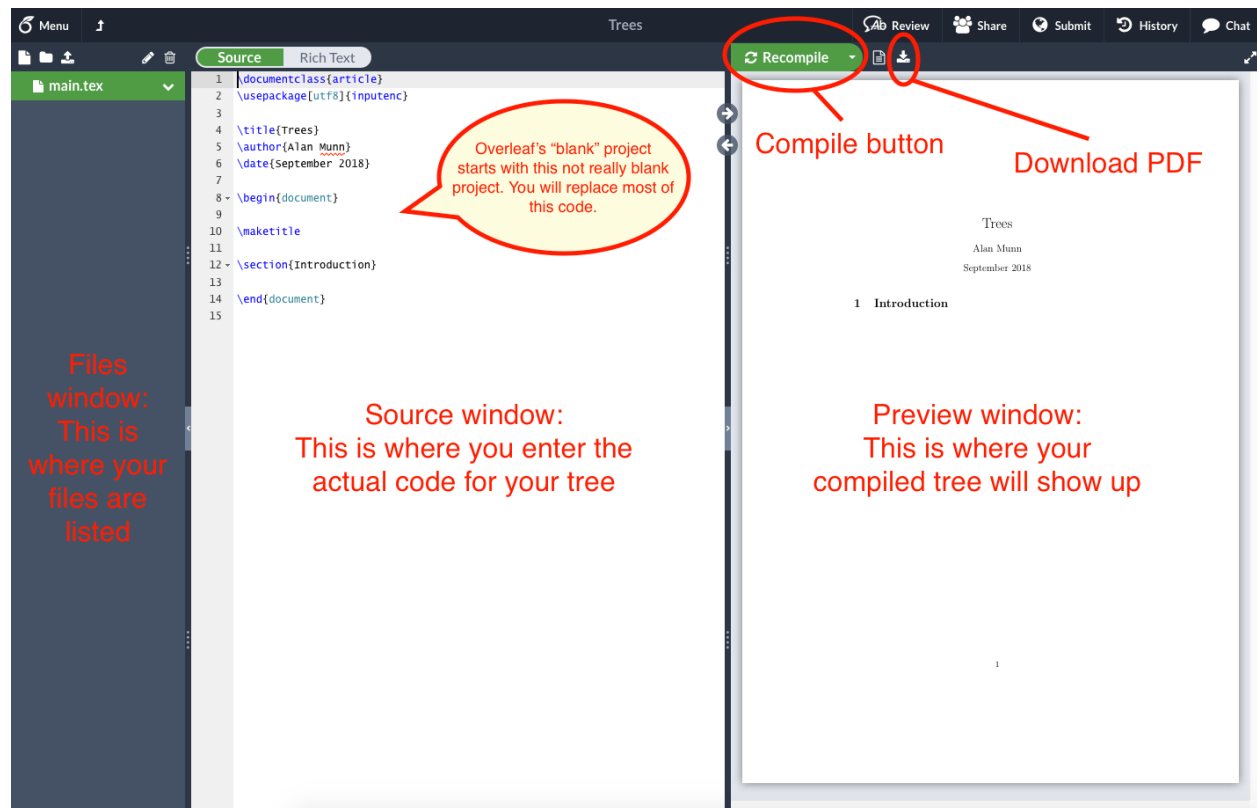 Menu
Trees
Review
Share
Submit
History
Chat
Source Rich Text
Recompile
main.tex
1 \documentclass{article}
2 \usepackage[utf8]{inputenc}
3
4 \title{Trees}
5 \author{Alan Munn}
6 \date{September 2018}
7
8 \begin{document}
9
10 \maketitle
11
12 \section{Introduction}
13
14 \end{document}
15
Overleaf's “blank” project
starts with this not really blank
project. You will replace most of
this code.
Compile button
Download PDF
Trees
Alan Munn
September 2018
1 Introduction
Files
window:
This is
where your
files are
listed
Source window:
This is where you enter the
actual code for your tree
Preview window:
This is where your
compiled tree will show up
1